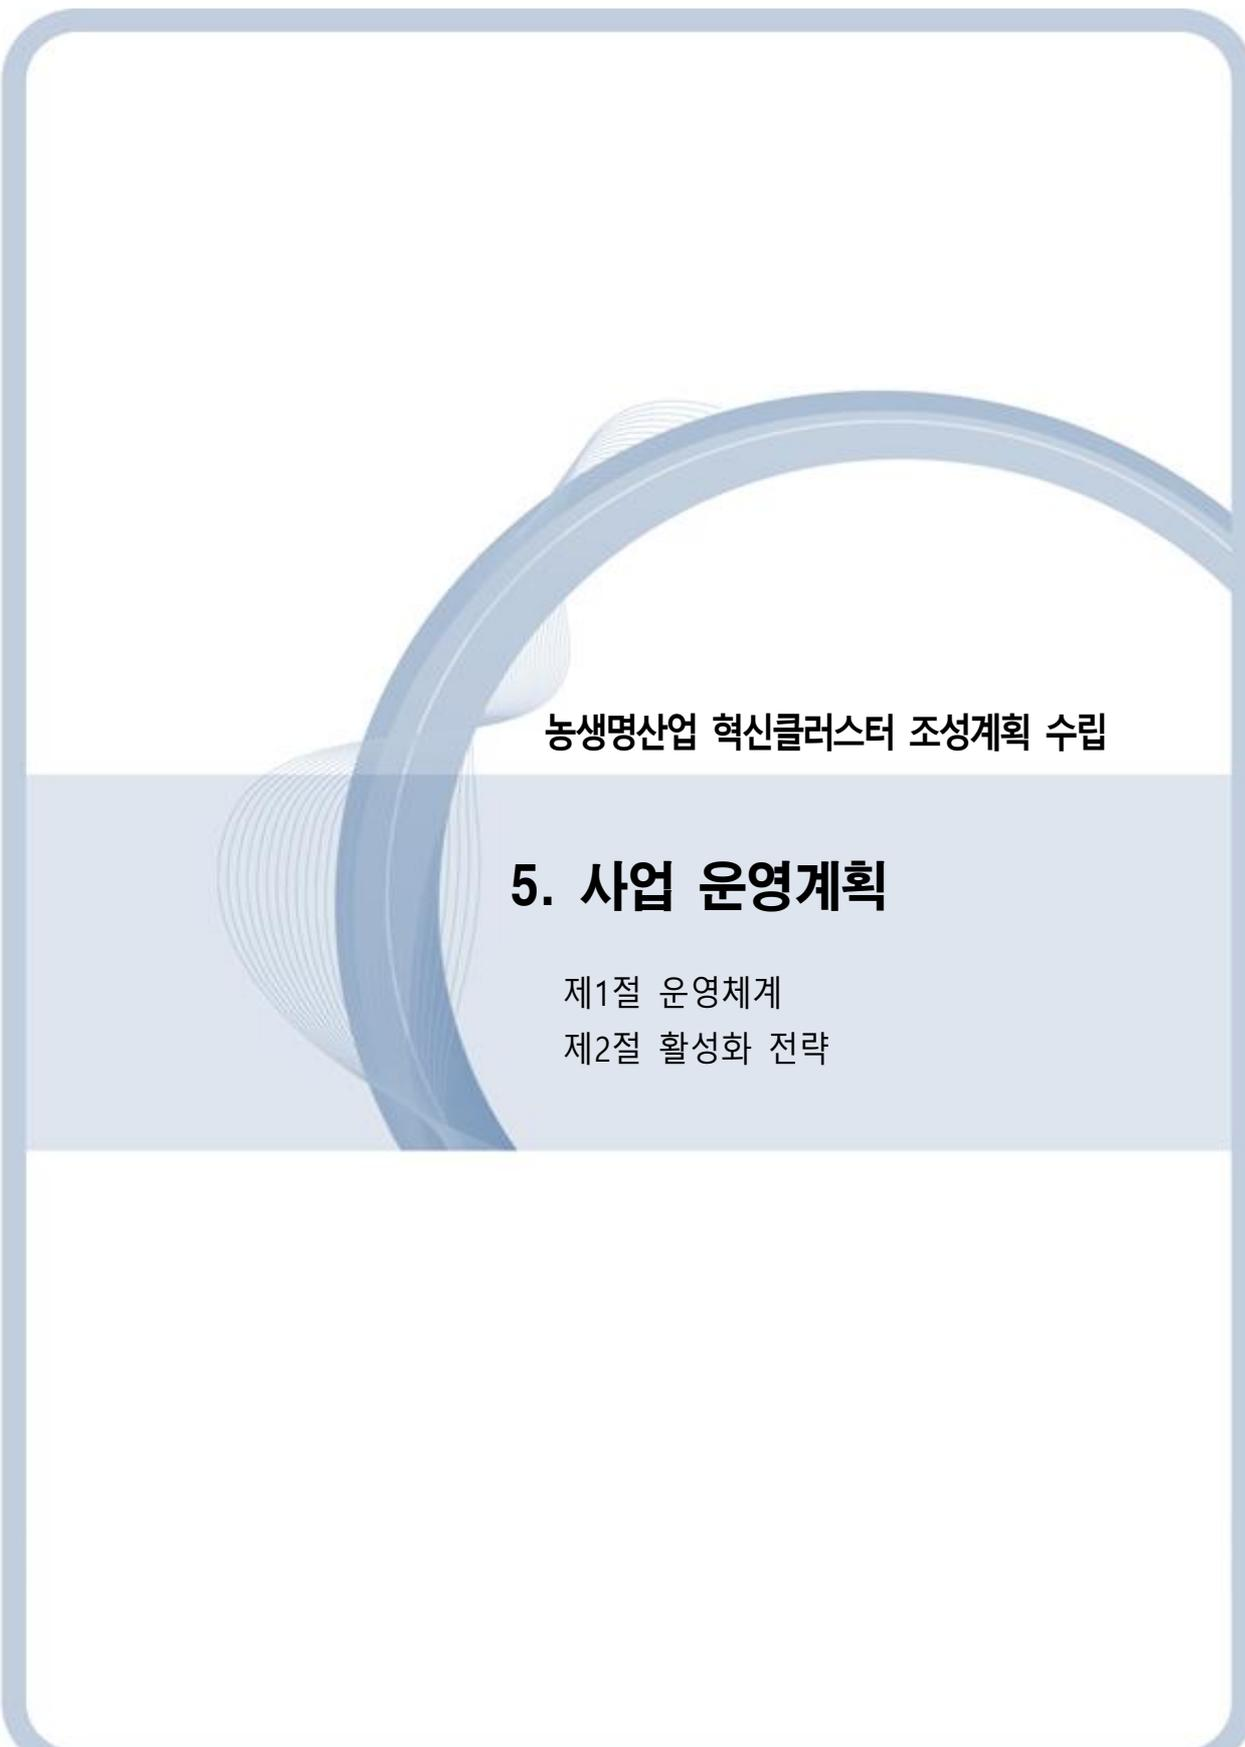 농생명산업 혁신클러스터 조성계획 수립
5. 사업 운영계획
제1절 운영체계
제2절 활성화 전략